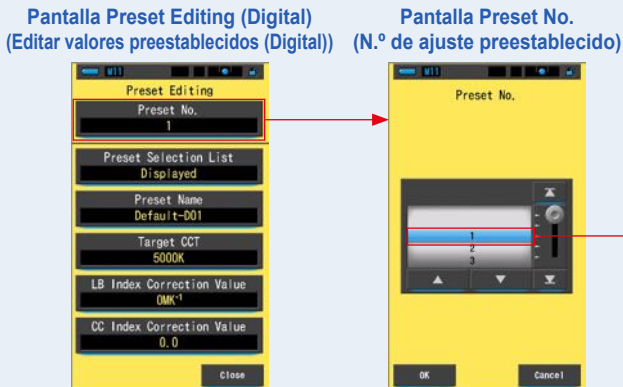 Pantalla Preset Editing (Digital)
(Editar valores preestablecidos (Digital))
M11
Preset Editing
Preset No.
1
Preset Selection List
Displayed
Preset Name
Default-D01
Target CCT
5000K
LB Index Correction Value
0MK⁻¹
CC Index Correction Value
0.0
Close
Pantalla Preset No.
(N.º de ajuste preestablecido)
M11
Preset No.
1
2
3
OK
Cancel